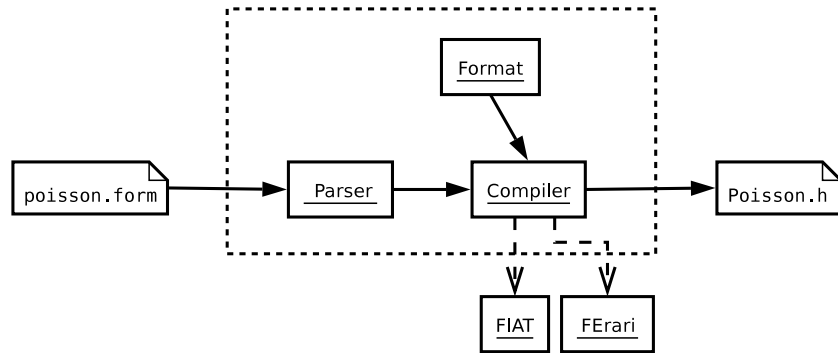 Format
poisson.form
Parser
Compiler
Poisson.h
FIAT
FErari